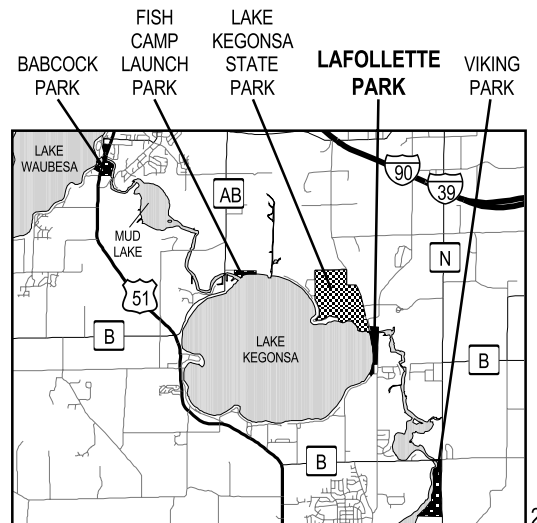 BABCOCK
PARK
FISH
CAMP
LAUNCH
PARK
LAKE
KEGONSA
STATE
PARK
LAFOLLETTE
PARK
VIKING
PARK
LAKE
WAUBESA
90
39
AB
MUD
LAKE
N
51
B
LAKE
KEGONSA
B
B
2